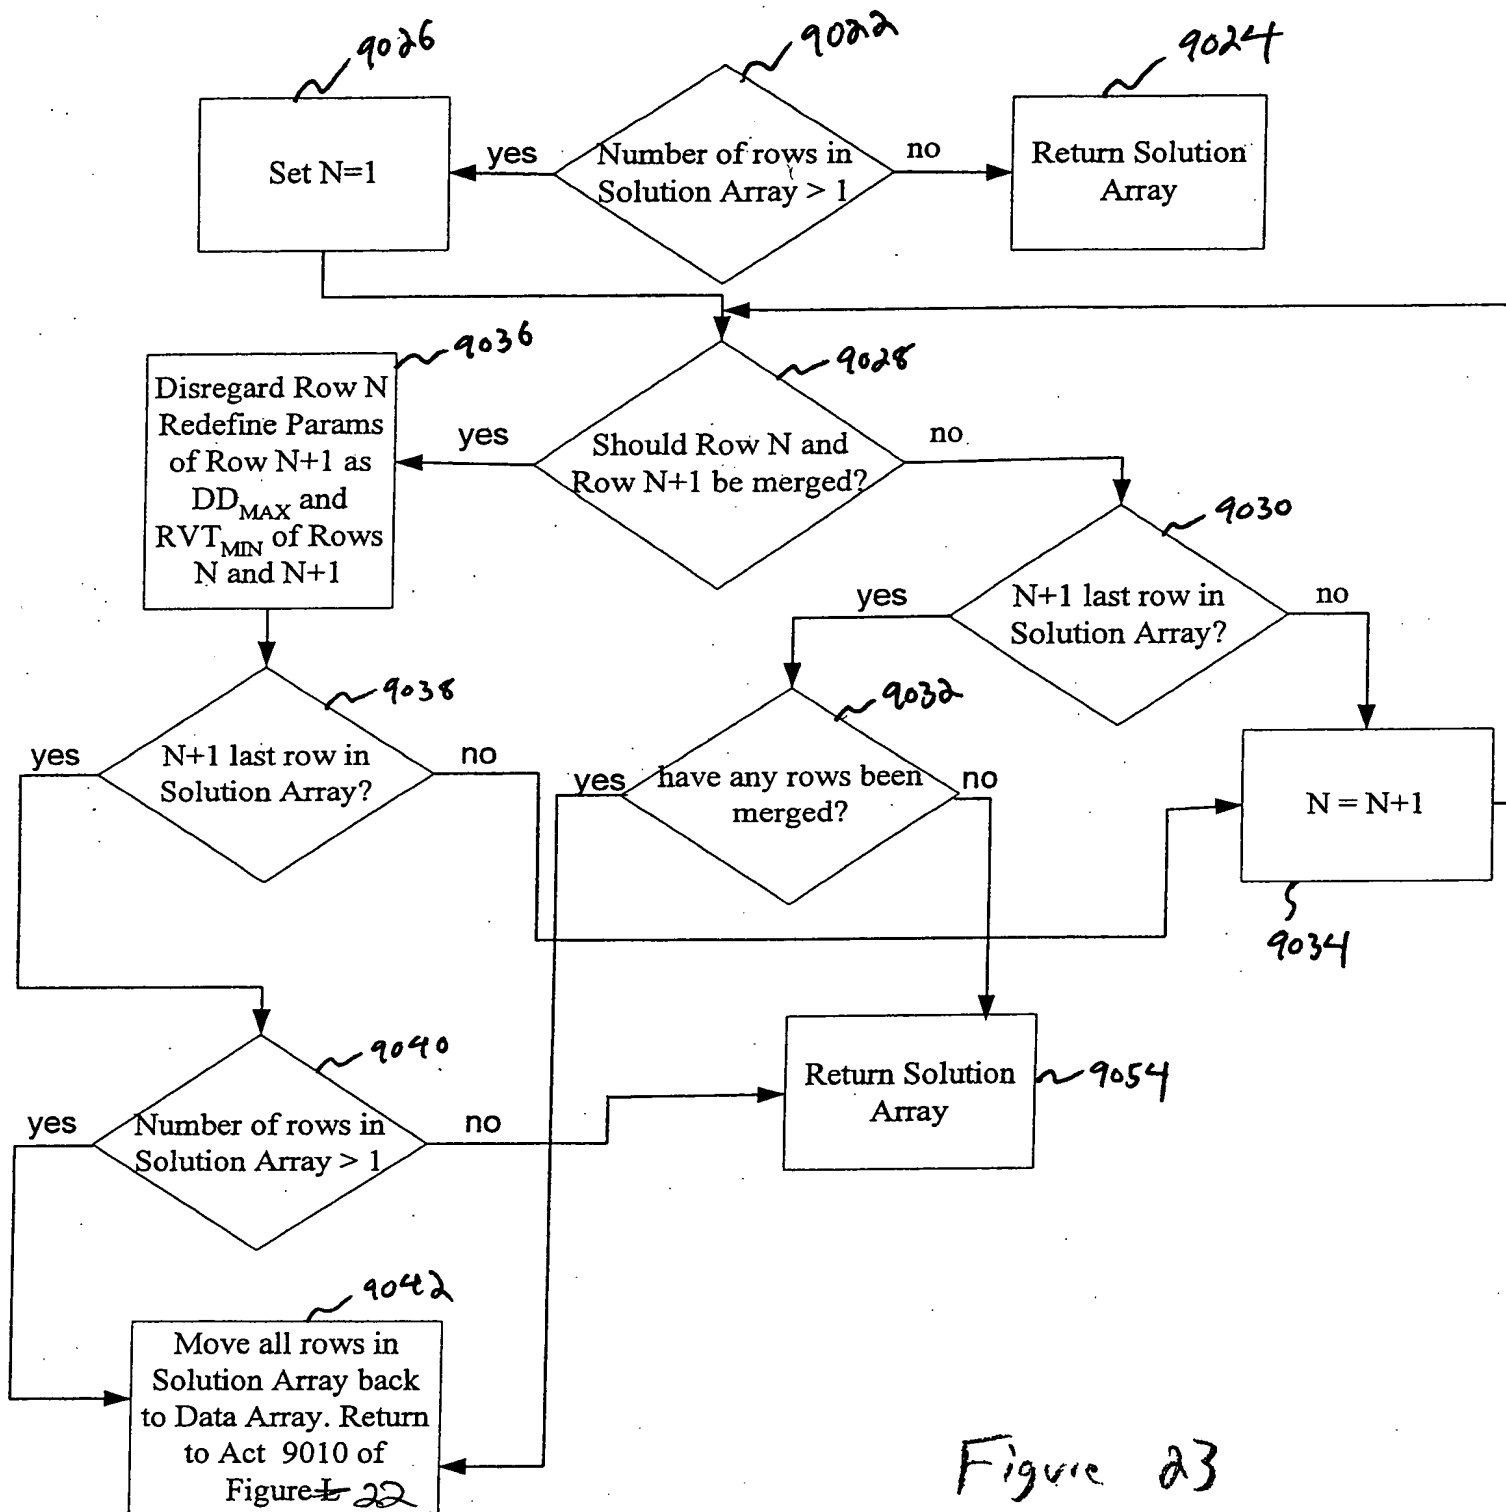 9026
9022
9024
Set N=1
yes
Number of rows in
Solution Array > 1
no
Return Solution
Array
9036
9028
Disregard Row N
Redefine Params
of Row N+1 as
DD_MAX and
RVT_MIN of Rows
N and N+1
yes
Should Row N and
Row N+1 be merged?
no
9030
yes
N+1 last row in
Solution Array?
no
9038
9032
yes
N+1 last row in
Solution Array?
no
yes
have any rows been
merged?
no
N = N+1
9034
9040
yes
Number of rows in
Solution Array > 1
no
Return Solution
Array
9054
9042
Move all rows in
Solution Array back
to Data Array. Return
to Act 9010 of
Figure L 22
Figure 23